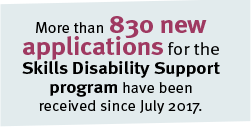 More than 830 new
applications for the
Skills Disability Support
program have been
received since July 2017.